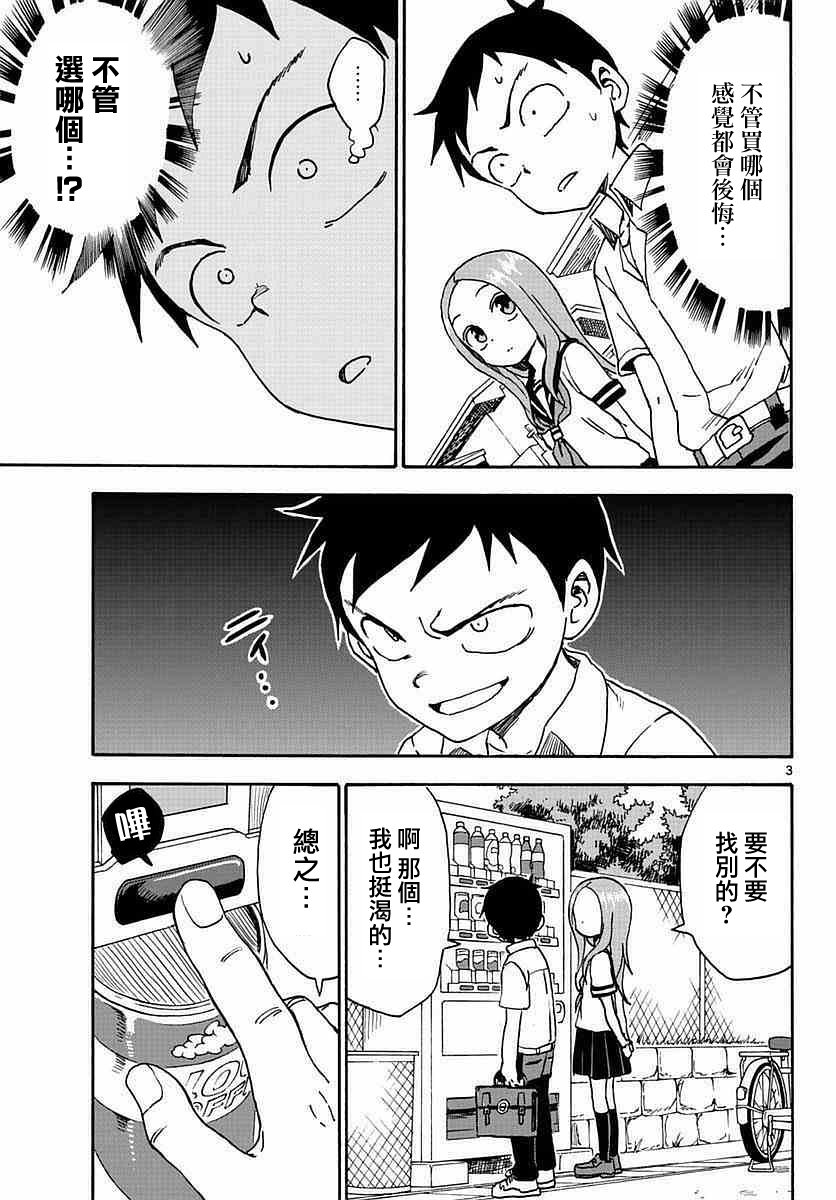 不管買哪個
感覺都會後悔…
……
不管
選哪個…!?
ニイ…
3
要不要
找別的?
啊 那個…
我也挺渴的…
總之…
嗶